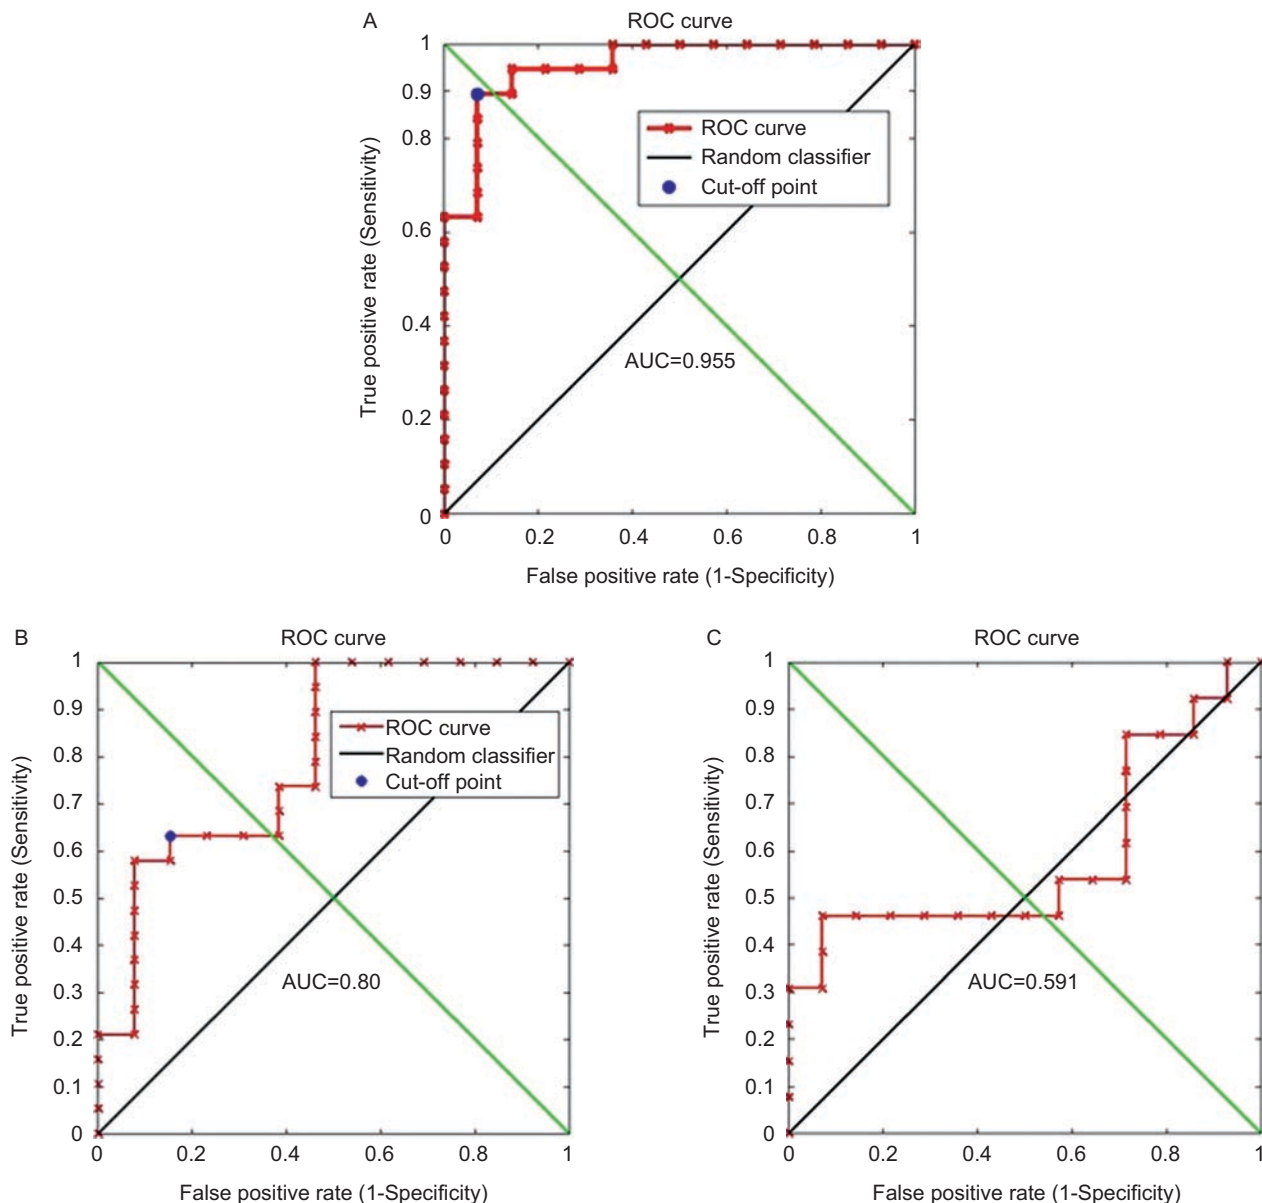 A
ROC curve
1
0.9
0.8
0.6
0.4
0.2
0
True positive rate (Sensitivity)
ROC curve
Random classifier
Cut-off point
AUC=0.955
0 0.2 0.4 0.6 0.8 1
False positive rate (1-Specificity)
B
ROC curve
1
0.9
0.8
0.7
0.6
0.5
0.4
0.3
0.2
0.1
0
True positive rate (Sensitivity)
ROC curve
Random classifier
Cut-off point
AUC=0.80
0 0.2 0.4 0.6 0.8 1
False positive rate (1-Specificity)
C
ROC curve
1
0.9
0.8
0.7
0.6
0.5
0.4
0.3
0.2
0.1
0
True positive rate (Sensitivity)
AUC=0.591
0 0.2 0.4 0.6 0.8 1
False positive rate (1-Specificity)